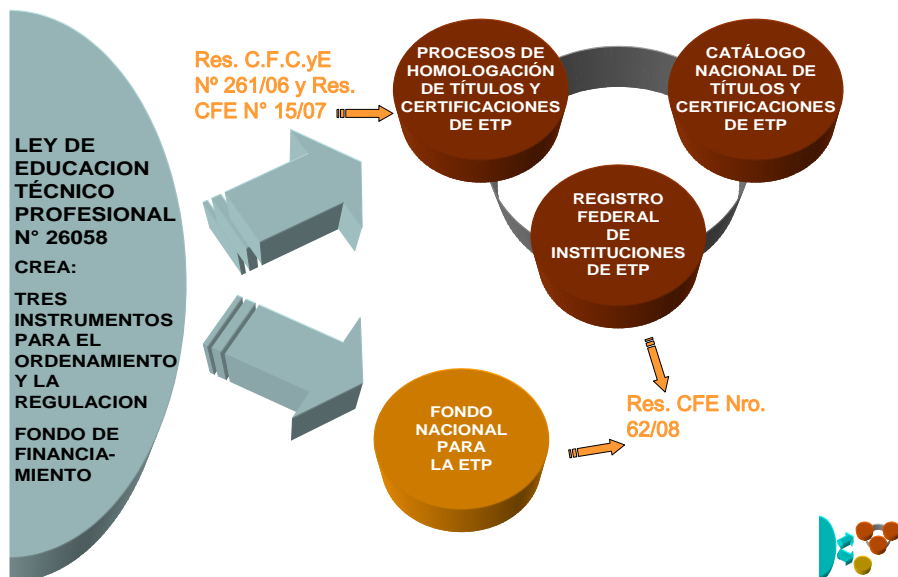 LEY DE
EDUCACION
TÉCNICO
PROFESIONAL
N° 26058
CREA:
TRES
INSTRUMENTOS
PARA EL
ORDENAMIENTO
Y LA
REGULACION
FONDO DE
FINANCIA-
MIENTO
Res. C.F.C.yE
Nº 261/06 y Res.
CFE N° 15/07
PROCESOS DE
HOMOLOGACIÓN
DE TÍTULOS Y
CERTIFICACIONES
DE ETP
CATÁLOGO
NACIONAL DE
TÍTULOS Y
CERTIFICACIONES
DE ETP
REGISTRO
FEDERAL
DE
INSTITUCIONES
DE ETP
FONDO
NACIONAL
PARA
LA ETP
Res. CFE Nro.
62/08